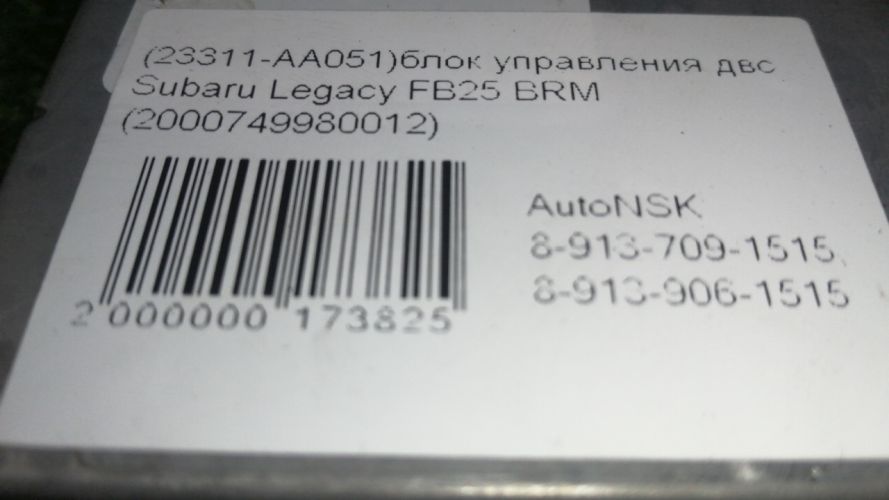 (23311-AA051)блок управления двс
Subaru Legacy FB25 BRM
(2000749980012)
AutoNSK
8-913-709-1515,
8-913-906-1515
2 000000 173825